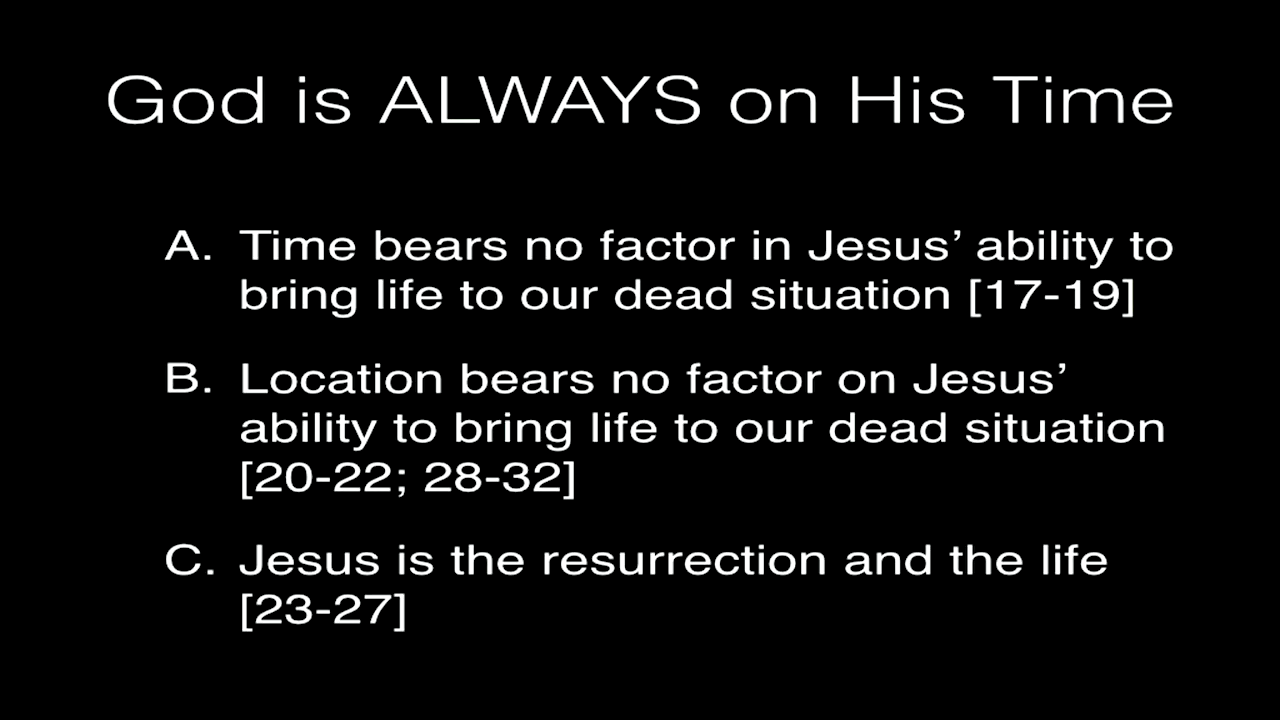 God is ALWAYS on His Time
A. Time bears no factor in Jesus’ ability to
bring life to our dead situation [17-19]
B. Location bears no factor on Jesus’
ability to bring life to our dead situation
[20-22; 28-32]
C. Jesus is the resurrection and the life
[23-27]